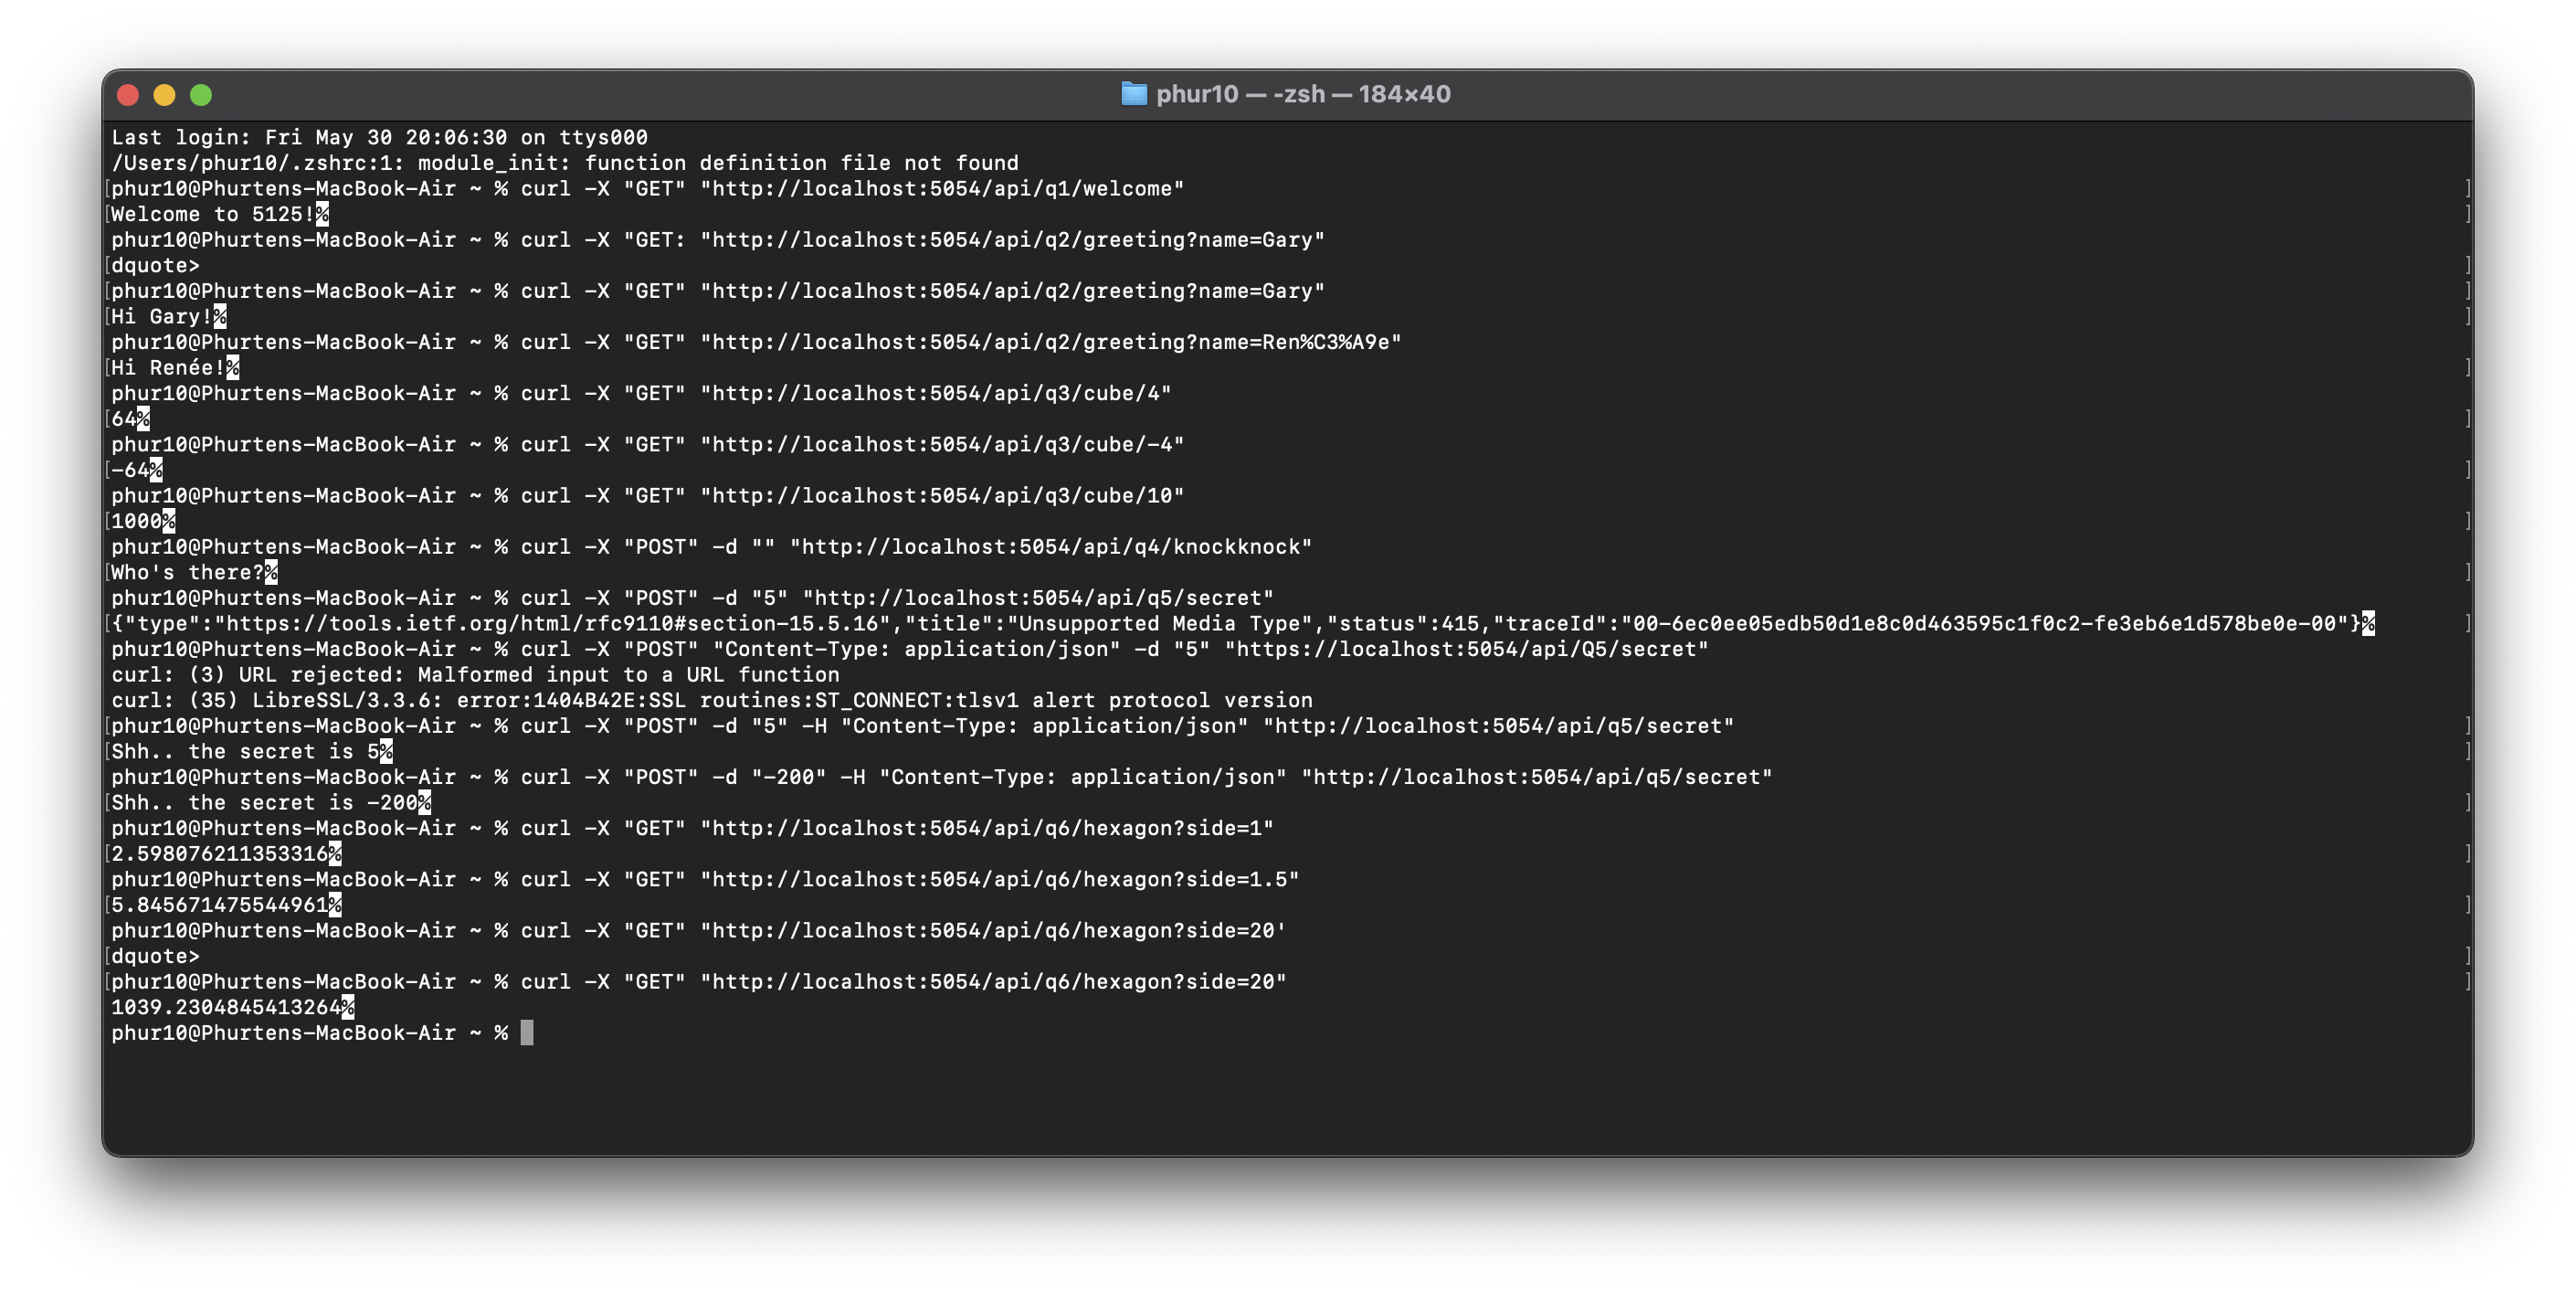 phur10 — -zsh — 184×40
Last login: Fri May 30 20:06:30 on ttys000
/Users/phur10/.zshrc:1: module_init: function definition file not found
[phur10@Phurtens-MacBook-Air ~ % curl -X "GET" "http://localhost:5054/api/q1/welcome" ]
[Welcome to 5125!% ]
phur10@Phurtens-MacBook-Air ~ % curl -X "GET: "http://localhost:5054/api/q2/greeting?name=Gary"
[dquote> ]
[phur10@Phurtens-MacBook-Air ~ % curl -X "GET" "http://localhost:5054/api/q2/greeting?name=Gary" ]
[Hi Gary!% ]
phur10@Phurtens-MacBook-Air ~ % curl -X "GET" "http://localhost:5054/api/q2/greeting?name=Ren%C3%A9e"
[Hi Renée!% ]
phur10@Phurtens-MacBook-Air ~ % curl -X "GET" "http://localhost:5054/api/q3/cube/4"
[64% ]
phur10@Phurtens-MacBook-Air ~ % curl -X "GET" "http://localhost:5054/api/q3/cube/-4"
[-64% ]
phur10@Phurtens-MacBook-Air ~ % curl -X "GET" "http://localhost:5054/api/q3/cube/10"
[1000% ]
phur10@Phurtens-MacBook-Air ~ % curl -X "POST" -d "" "http://localhost:5054/api/q4/knockknock"
[Who's there?% ]
phur10@Phurtens-MacBook-Air ~ % curl -X "POST" -d "5" "http://localhost:5054/api/q5/secret"
[{"type":"https://tools.ietf.org/html/rfc9110#section-15.5.16","title":"Unsupported Media Type","status":415,"traceId":"00-6ec0ee05edb50d1e8c0d463595c1f0c2-fe3eb6e1d578be0e-00"}% ]
phur10@Phurtens-MacBook-Air ~ % curl -X "POST" "Content-Type: application/json" -d "5" "https://localhost:5054/api/Q5/secret"
curl: (3) URL rejected: Malformed input to a URL function
curl: (35) LibreSSL/3.3.6: error:1404B42E:SSL routines:ST_CONNECT:tlsv1 alert protocol version
[phur10@Phurtens-MacBook-Air ~ % curl -X "POST" -d "5" -H "Content-Type: application/json" "http://localhost:5054/api/q5/secret" ]
[Shh.. the secret is 5% ]
phur10@Phurtens-MacBook-Air ~ % curl -X "POST" -d "-200" -H "Content-Type: application/json" "http://localhost:5054/api/q5/secret"
[Shh.. the secret is -200% ]
phur10@Phurtens-MacBook-Air ~ % curl -X "GET" "http://localhost:5054/api/q6/hexagon?side=1"
[2.598076211353316% ]
phur10@Phurtens-MacBook-Air ~ % curl -X "GET" "http://localhost:5054/api/q6/hexagon?side=1.5"
[5.845671475544961% ]
phur10@Phurtens-MacBook-Air ~ % curl -X "GET" "http://localhost:5054/api/q6/hexagon?side=20'
[dquote> ]
[phur10@Phurtens-MacBook-Air ~ % curl -X "GET" "http://localhost:5054/api/q6/hexagon?side=20" ]
1039.2304845413264%
phur10@Phurtens-MacBook-Air ~ %